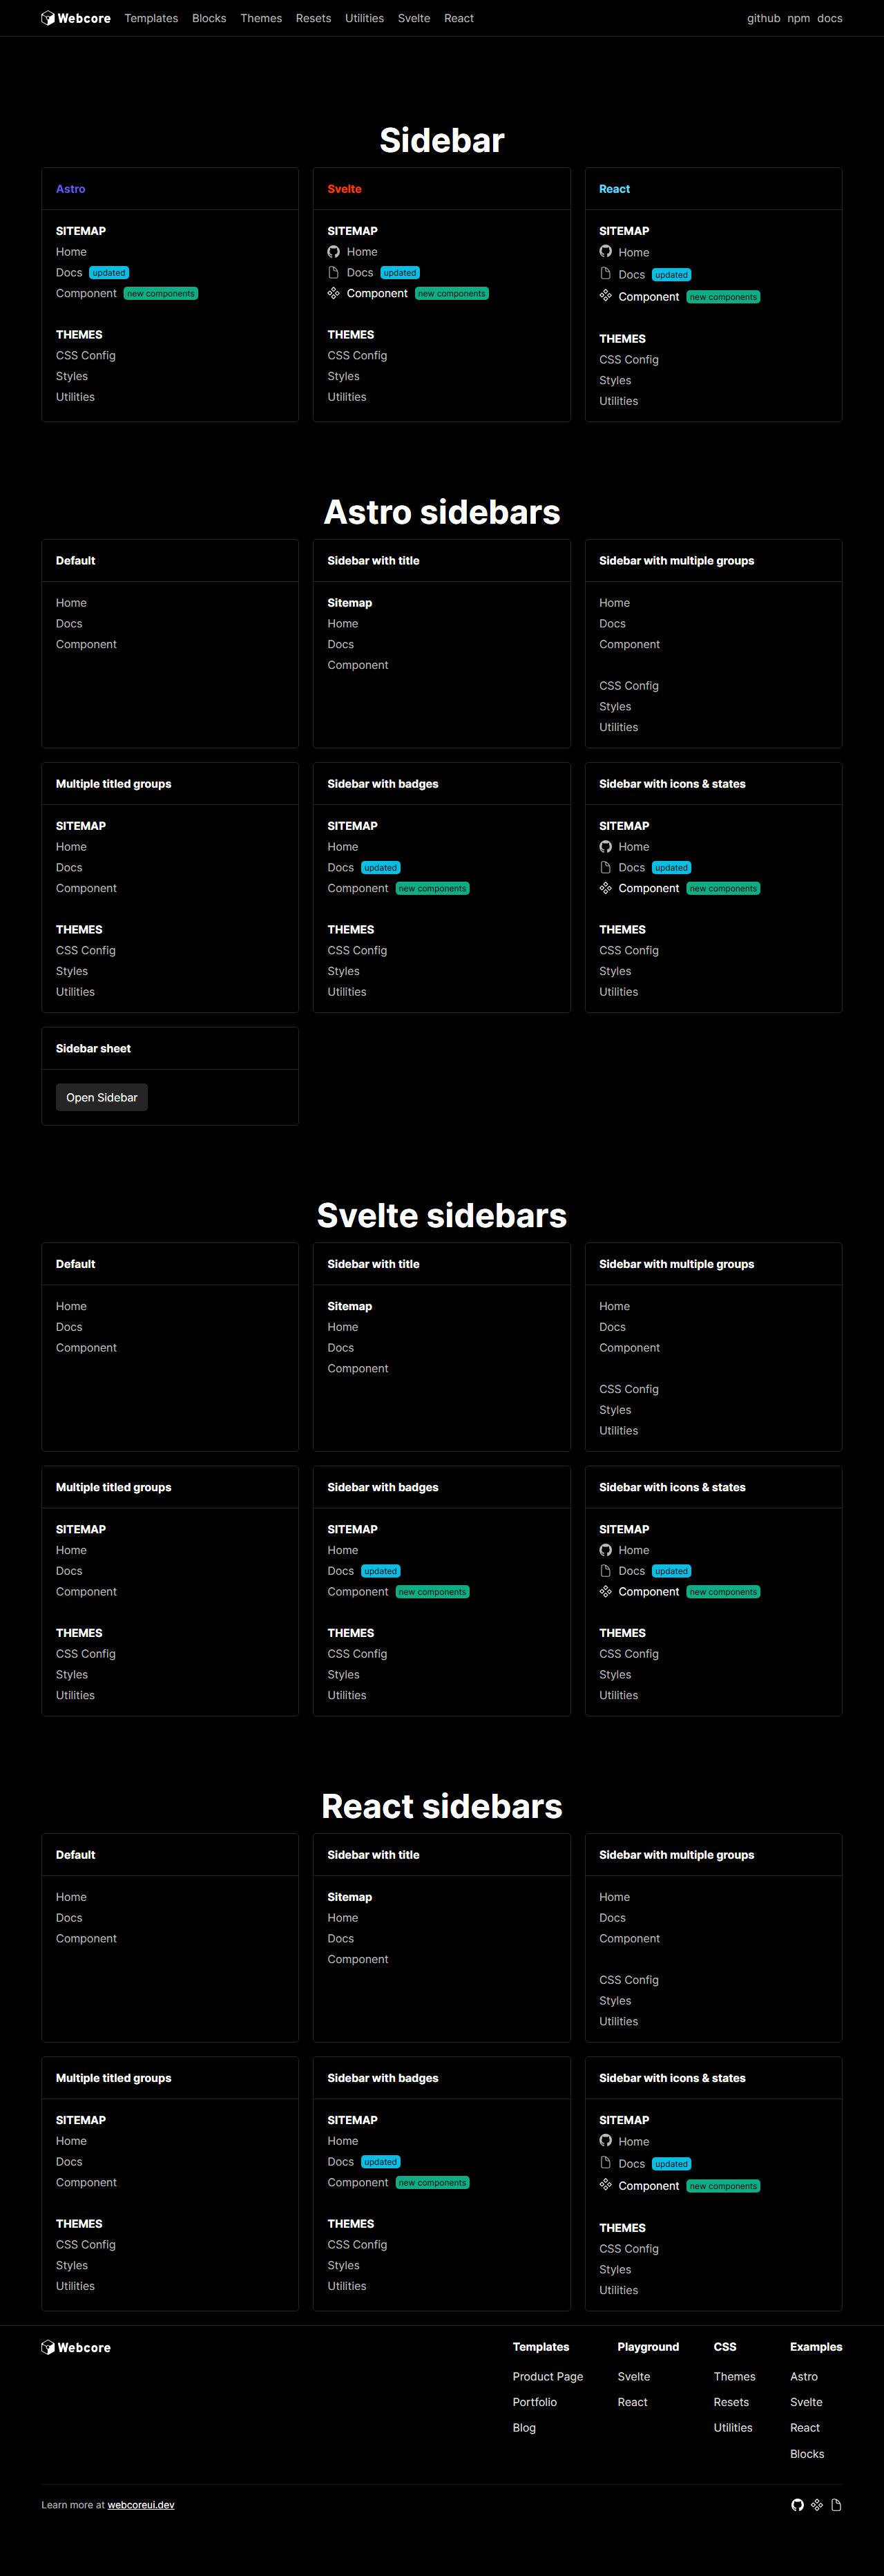 Webcore Templates Blocks Themes Resets Utilities Svelte React github npm docs
Sidebar
Astro
SITEMAP
Home
Docs updated
Component new components
THEMES
CSS Config
Styles
Utilities
Svelte
SITEMAP
Home
Docs updated
Component new components
THEMES
CSS Config
Styles
Utilities
React
SITEMAP
Home
Docs updated
Component new components
THEMES
CSS Config
Styles
Utilities
Astro sidebars
Default
Home
Docs
Component
Sidebar with title
Sitemap
Home
Docs
Component
Sidebar with multiple groups
Home
Docs
Component
CSS Config
Styles
Utilities
Multiple titled groups
SITEMAP
Home
Docs
Component
THEMES
CSS Config
Styles
Utilities
Sidebar with badges
SITEMAP
Home
Docs updated
Component new components
THEMES
CSS Config
Styles
Utilities
Sidebar with icons & states
SITEMAP
Home
Docs updated
Component new components
THEMES
CSS Config
Styles
Utilities
Sidebar sheet
Open Sidebar
Svelte sidebars
Default
Home
Docs
Component
Sidebar with title
Sitemap
Home
Docs
Component
Sidebar with multiple groups
Home
Docs
Component
CSS Config
Styles
Utilities
Multiple titled groups
SITEMAP
Home
Docs
Component
THEMES
CSS Config
Styles
Utilities
Sidebar with badges
SITEMAP
Home
Docs updated
Component new components
THEMES
CSS Config
Styles
Utilities
Sidebar with icons & states
SITEMAP
Home
Docs updated
Component new components
THEMES
CSS Config
Styles
Utilities
React sidebars
Default
Home
Docs
Component
Sidebar with title
Sitemap
Home
Docs
Component
Sidebar with multiple groups
Home
Docs
Component
CSS Config
Styles
Utilities
Multiple titled groups
SITEMAP
Home
Docs
Component
THEMES
CSS Config
Styles
Utilities
Sidebar with badges
SITEMAP
Home
Docs updated
Component new components
THEMES
CSS Config
Styles
Utilities
Sidebar with icons & states
SITEMAP
Home
Docs updated
Component new components
THEMES
CSS Config
Styles
Utilities
Webcore
Templates
Product Page
Portfolio
Blog
Playground
Svelte
React
CSS
Themes
Resets
Utilities
Examples
Astro
Svelte
React
Blocks
Learn more at webcoreui.dev